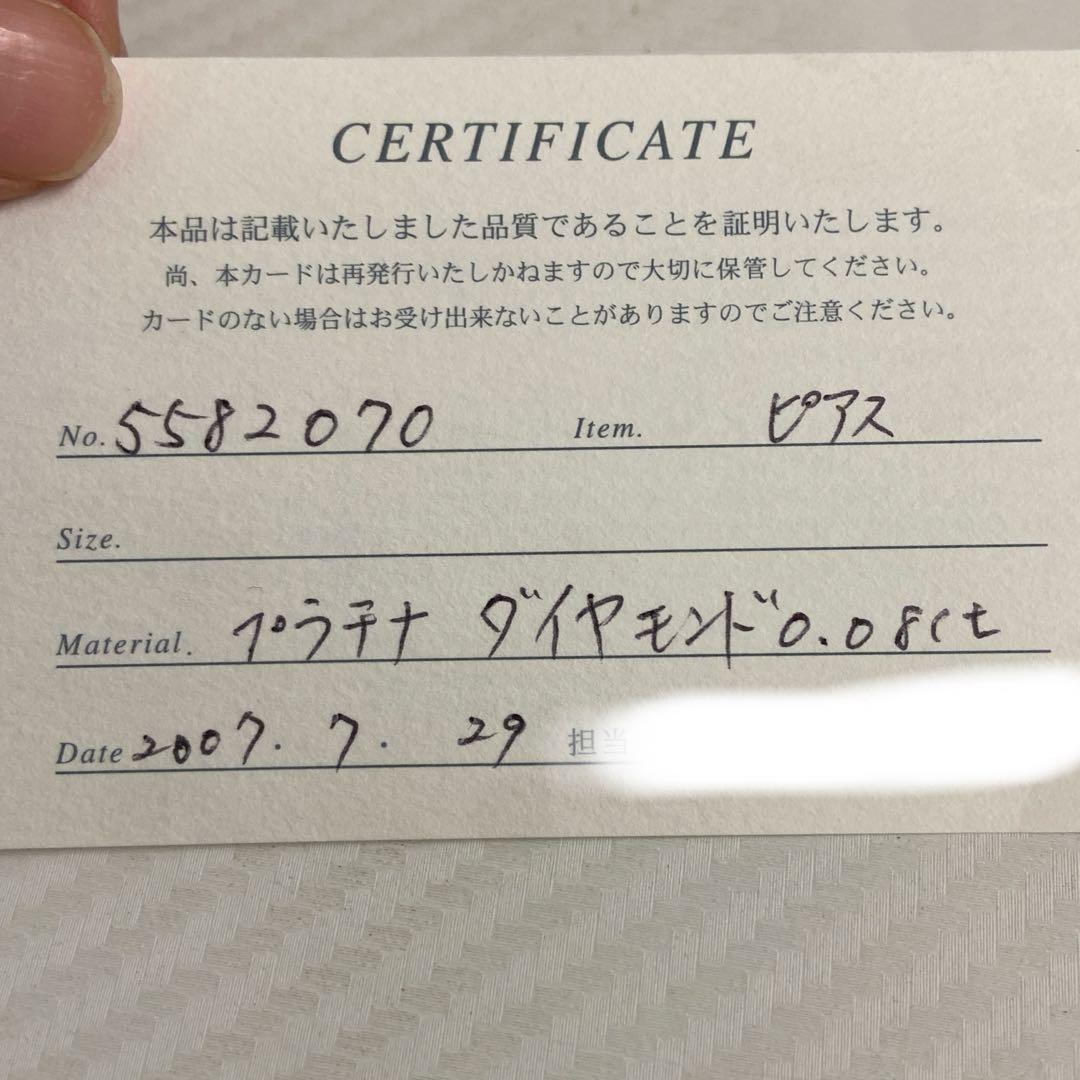 CERTIFICATE
本品は記載いたしました品質であることを証明いたします。
尚、本カードは再発行いたしかねますので大切に保管してください。
カードのない場合はお受け出来ないことがありますのでご注意ください。
No. 5582070 Item. ピアス
Size.
Material. プラチナ ダイヤモンド 0.08ct
Date 2007. 7. 29 担当